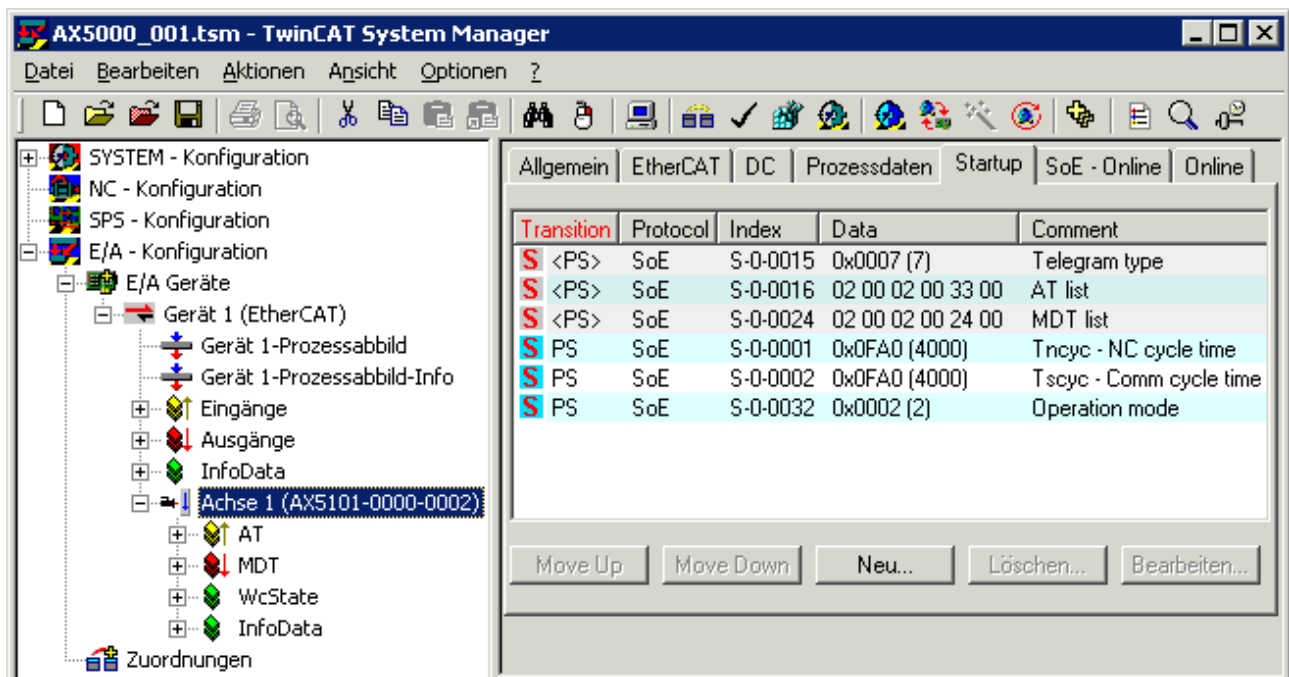 AX5000_001.tsm - TwinCAT System Manager
Datei Bearbeiten Aktionen Ansicht Optionen ?
SYSTEM - Konfiguration
NC - Konfiguration
SPS - Konfiguration
E/A - Konfiguration
E/A Geräte
Gerät 1 (EtherCAT)
Gerät 1-Prozessabbild
Gerät 1-Prozessabbild-Info
Eingänge
Ausgänge
InfoData
Achse 1 (AX5101-0000-0002)
AT
MDT
WcState
InfoData
Zuordnungen
Allgemein EtherCAT DC Prozessdaten Startup SoE - Online Online
Transition Protocol Index Data Comment
S <PS> SoE S-0-0015 0x0007 (7) Telegram type
S <PS> SoE S-0-0016 02 00 02 00 33 00 AT list
S <PS> SoE S-0-0024 02 00 02 00 24 00 MDT list
S PS SoE S-0-0001 0x0FA0 (4000) Tncyc - NC cycle time
S PS SoE S-0-0002 0x0FA0 (4000) Tscyc - Comm cycle time
S PS SoE S-0-0032 0x0002 (2) Operation mode
Move Up Move Down Neu... Löschen... Bearbeiten...